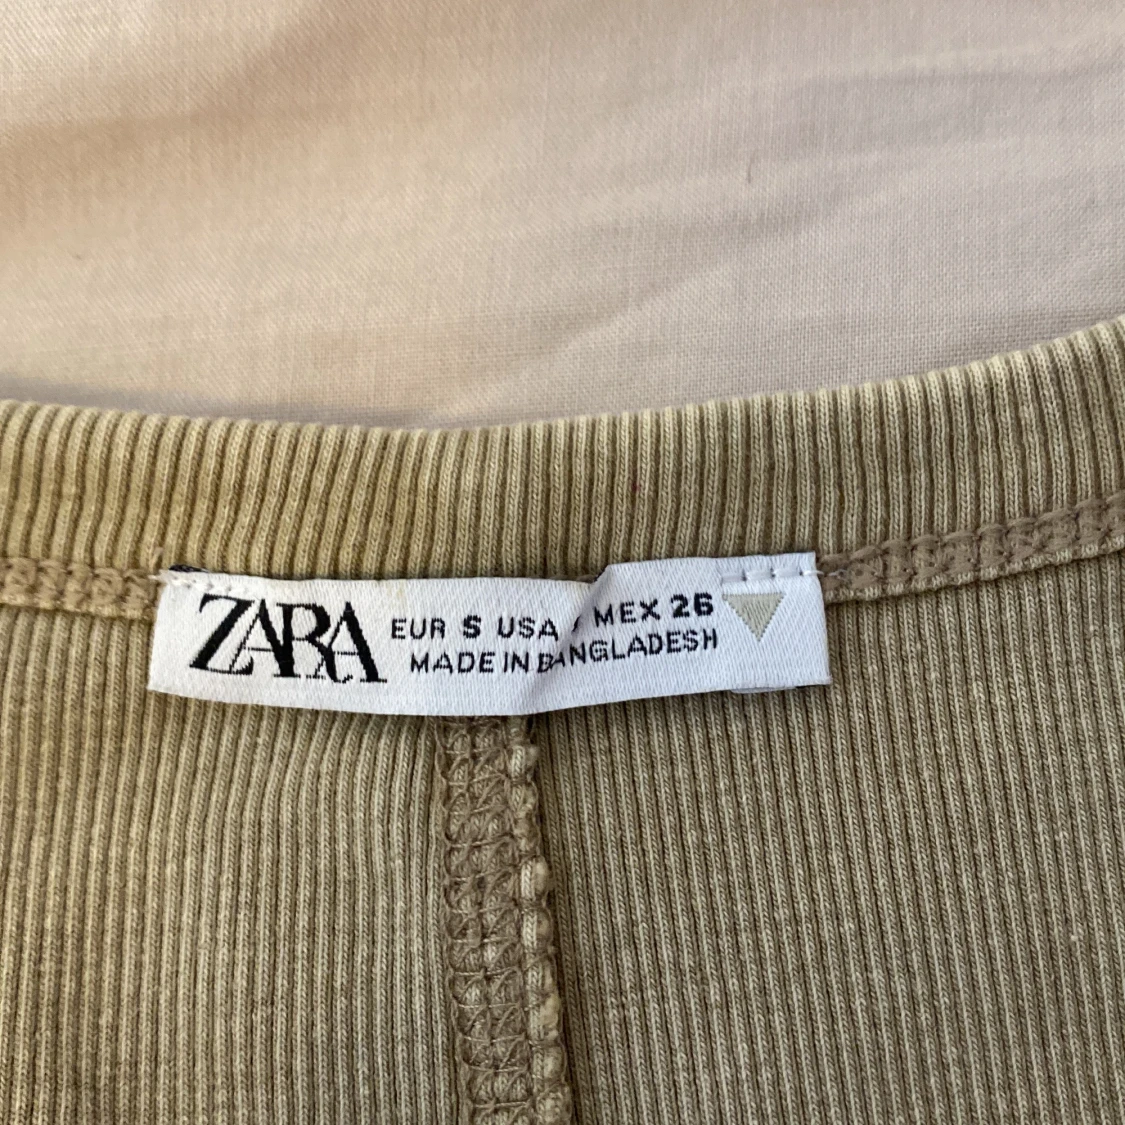 ZARA
EUR S USA / MEX 26
MADE IN BANGLADESH